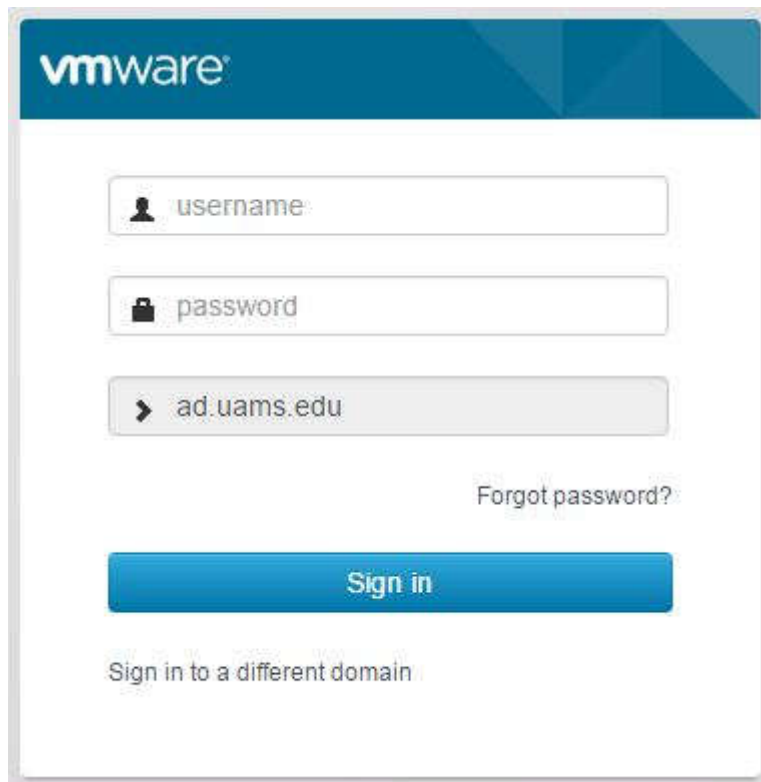 vmware®
username
password
ad.uams.edu
Forgot password?
Sign in
Sign in to a different domain